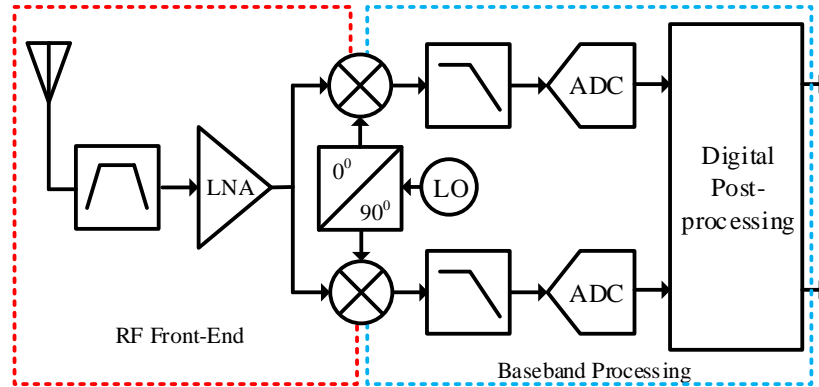 ADC
LNA
0⁰
90⁰
LO
Digital
Post-
processing
ADC
RF Front-End
Baseband Processing